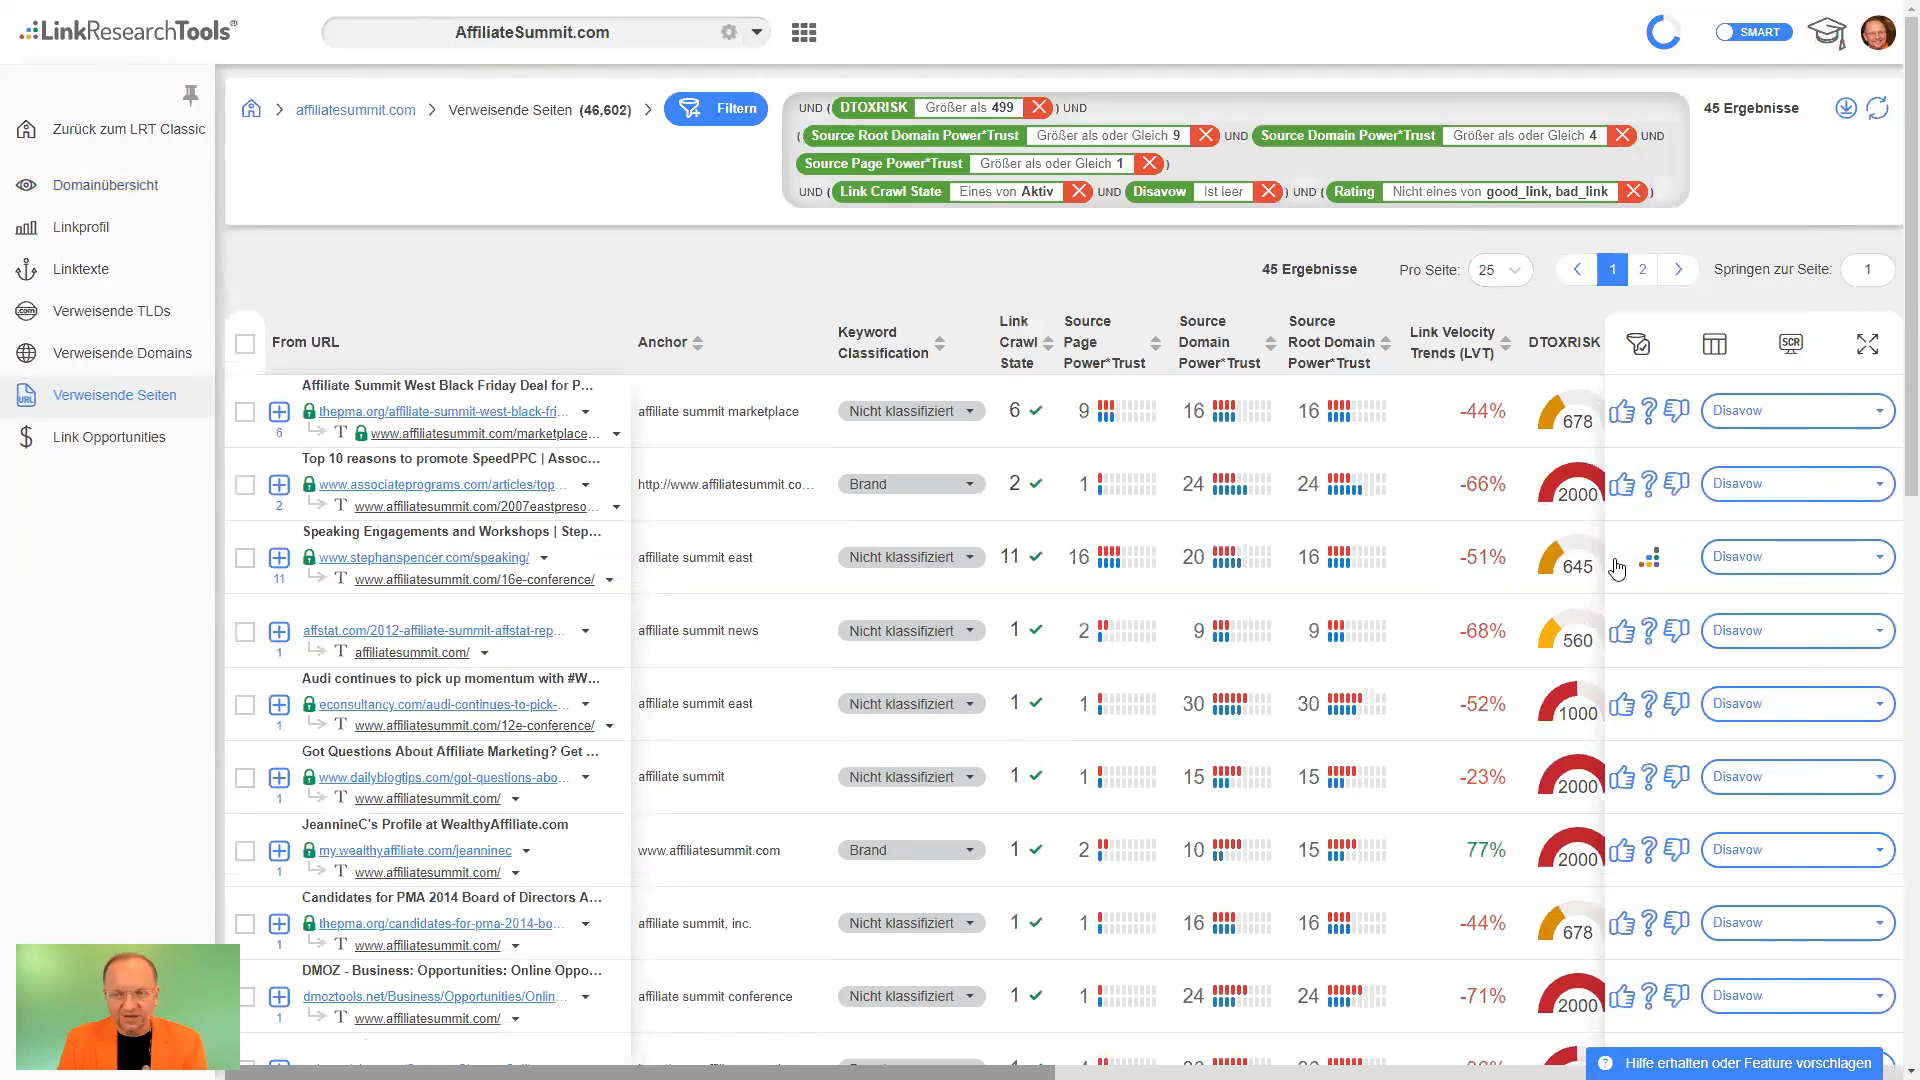 LinkResearchTools®
AffiliateSummit.com
SMART
Zurück zum LRT Classic
Domainübersicht
Linkprofil
Linktexte
Verweisende TLDs
Verweisende Domains
Verweisende Seiten
Link Opportunities
affiliatesummit.com
Verweisende Seiten (46,602)
Filtern
UND ( DTOXRISK Größer als 499 ) UND
( Source Root Domain Power*Trust Größer als oder Gleich 9 UND Source Domain Power*Trust Größer als oder Gleich 4 UND
Source Page Power*Trust Größer als oder Gleich 1 )
UND ( Link Crawl State Eines von Aktiv UND Disavow Ist leer ) UND ( Rating Nicht eines von good_link, bad_link )
45 Ergebnisse
45 Ergebnisse Pro Seite: 25 1 2 Springen zur Seite: 1
From URL Anchor Keyword Classification Link Crawl State Source Page Power*Trust Source Domain Power*Trust Source Root Domain Power*Trust Link Velocity Trends (LVT) DTOXRISK SCR
Affiliate Summit West Black Friday Deal for P...
thepma.org/affiliate-summit-west-black-fri... affiliate summit marketplace Nicht klassifiziert 6 9 16 16 -44% 678 Disavow
6 T www.affiliatesummit.com/marketplace...
Top 10 reasons to promote SpeedPPC | Assoc...
www.associateprograms.com/articles/top... http://www.affiliatesummit.co... Brand 2 1 24 24 -66% 2000 Disavow
2 T www.affiliatesummit.com/2007eastpreso...
Speaking Engagements and Workshops | Step...
www.stephanspencer.com/speaking/ affiliate summit east Nicht klassifiziert 11 16 20 16 -51% 645 Disavow
11 T www.affiliatesummit.com/16e-conference/
affstat.com/2012-affiliate-summit-affstat-rep... affiliate summit news Nicht klassifiziert 1 2 9 9 -68% 560 Disavow
1 T affiliatesummit.com/
Audi continues to pick up momentum with #W...
econsultancy.com/audi-continues-to-pick-... affiliate summit east Nicht klassifiziert 1 1 30 30 -52% 1000 Disavow
1 T www.affiliatesummit.com/12e-conference/
Got Questions About Affiliate Marketing? Get ...
www.dailyblogtips.com/got-questions-abo... affiliate summit Nicht klassifiziert 1 1 15 15 -23% 2000 Disavow
1 T www.affiliatesummit.com/
JeannineC's Profile at WealthyAffiliate.com
my.wealthyaffiliate.com/jeanninec www.affiliatesummit.com Brand 1 2 10 15 77% 2000 Disavow
1 T www.affiliatesummit.com/
Candidates for PMA 2014 Board of Directors A...
thepma.org/candidates-for-pma-2014-bo... affiliate summit, inc. Nicht klassifiziert 1 1 16 16 -44% 678 Disavow
1 T www.affiliatesummit.com/
DMOZ - Business: Opportunities: Online Oppo...
dmoztools.net/Business/Opportunities/Onlin... affiliate summit conference Nicht klassifiziert 1 1 24 24 -71% 2000 Disavow
1 T www.affiliatesummit.com/
Hilfe erhalten oder Feature vorschlagen